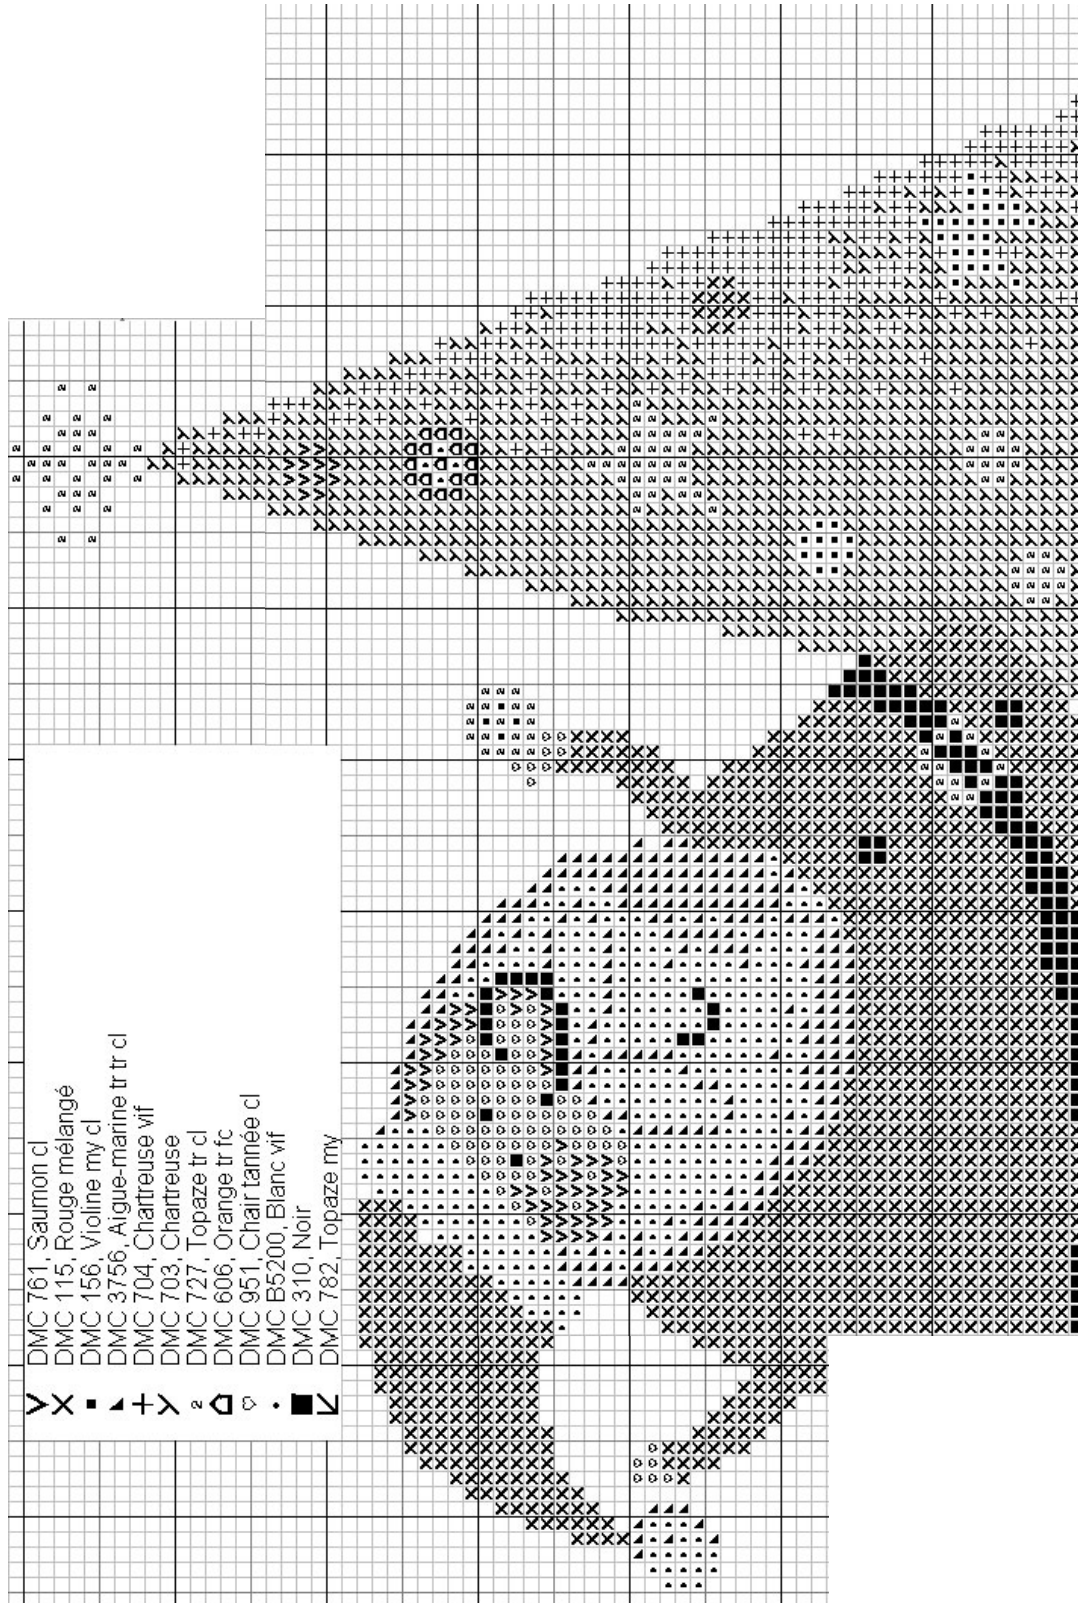 DMC 761, Saumon cl
DMC 115, Rouge mélangé
DMC 156, Violine my cl
DMC 3756, Aigue-marine tr tr cl
DMC 704, Chartreuse vif
DMC 703, Chartreuse
DMC 727, Topaze tr cl
DMC 606, Orange tr fc
DMC 951, Chair tannée cl
DMC B5200, Blanc vif
DMC 310, Noir
DMC 782, Topaze my